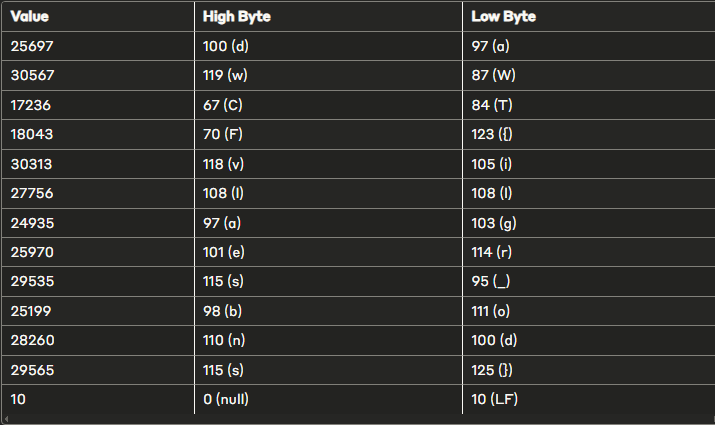 Value High Byte Low Byte
25697 100 (d) 97 (a)
30567 119 (w) 87 (W)
17236 67 (C) 84 (T)
18043 70 (F) 123 ({)
30313 118 (v) 105 (i)
27756 108 (l) 108 (l)
24935 97 (a) 103 (g)
25970 101 (e) 114 (r)
29535 115 (s) 95 (_)
25199 98 (b) 111 (o)
28260 110 (n) 100 (d)
29565 115 (s) 125 (})
10 0 (null) 10 (LF)